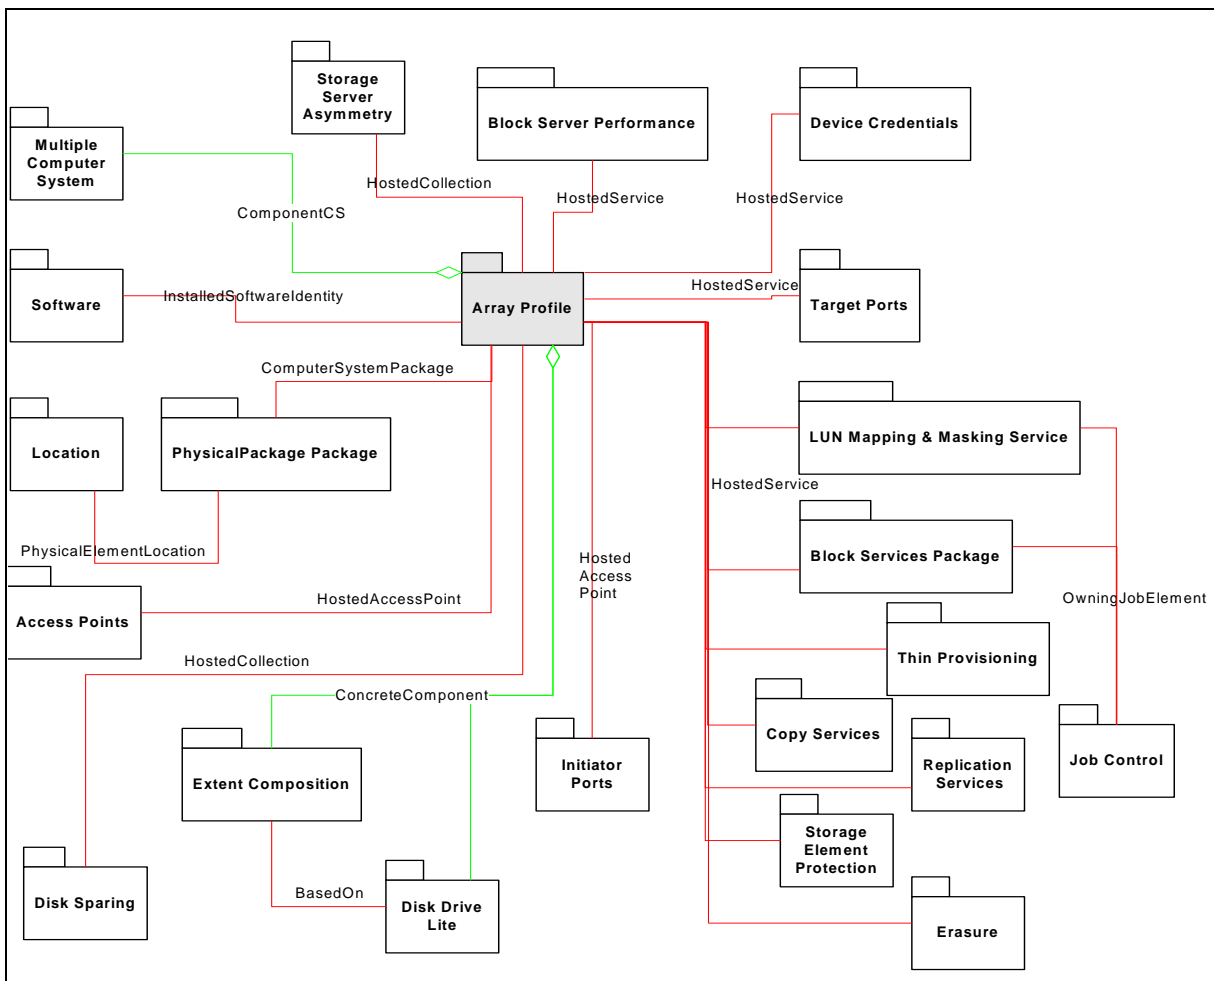 Storage
Server
Asymmetry
Block Server Performance
Device Credentials
Multiple
Computer
System
HostedCollection
HostedService
HostedService
ComponentCS
Software
InstalledSoftwareIdentity
Array Profile
HostedService
Target Ports
ComputerSystemPackage
Location
PhysicalPackage Package
LUN Mapping & Masking Service
HostedService
PhysicalElementLocation
Hosted
Access
Point
Block Services Package
Access Points
HostedAccessPoint
OwningJobElement
HostedCollection
Thin Provisioning
ConcreteComponent
Copy Services
Replication
Services
Job Control
Extent Composition
Initiator
Ports
Storage
Element
Protection
Disk Sparing
BasedOn
Disk Drive
Lite
Erasure